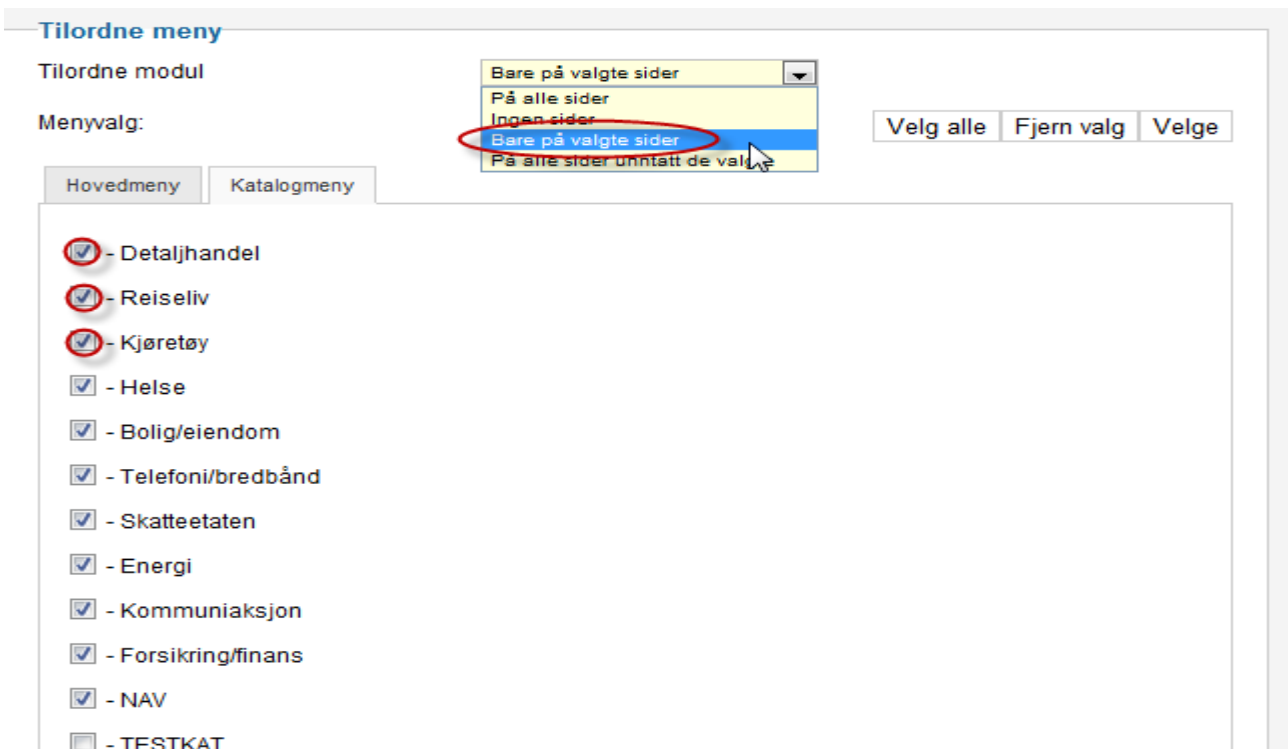 Tilordne meny
Tilordne modul
Bare på valgte sider
På alle sider
Ingen sider
Bare på valgte sider
På alle sider unntatt de valgte
Menyvalg:
Velg alle Fjern valg Velge
Hovedmeny Katalogmeny
- Detaljhandel
- Reiseliv
- Kjøretøy
- Helse
- Bolig/eiendom
- Telefoni/bredbånd
- Skatteetaten
- Energi
- Kommuniaksjon
- Forsikring/finans
- NAV
- TESTKAT